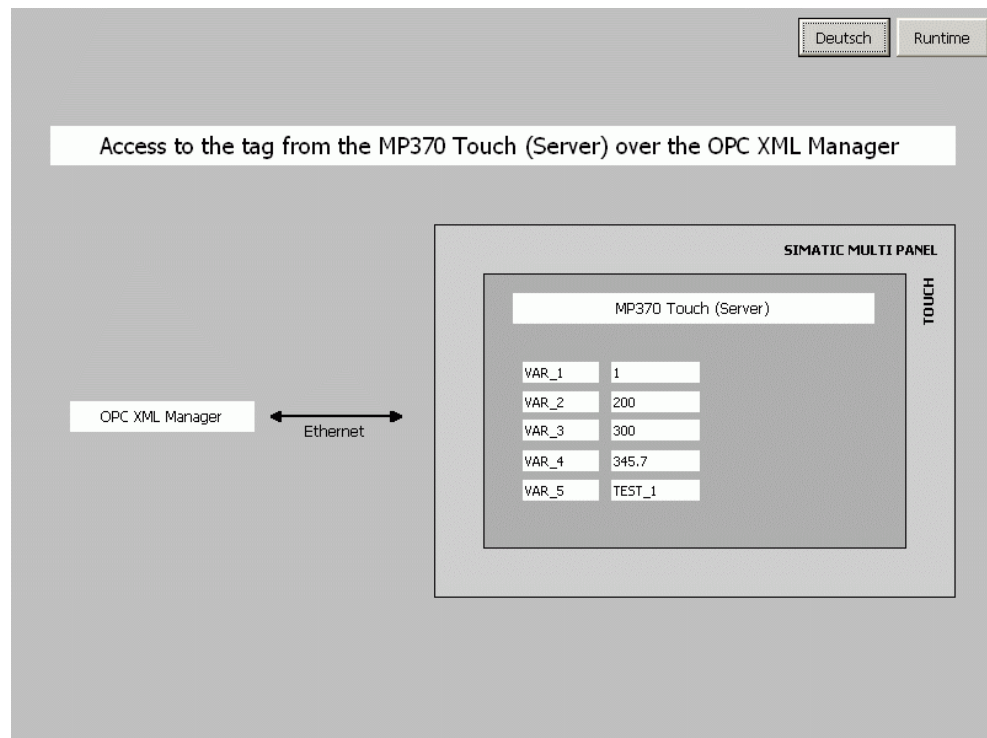 Deutsch
Runtime
Access to the tag from the MP370 Touch (Server) over the OPC XML Manager
SIMATIC MULTI PANEL
TOUCH
MP370 Touch (Server)
VAR_1 1
VAR_2 200
OPC XML Manager
Ethernet
VAR_3 300
VAR_4 345.7
VAR_5 TEST_1